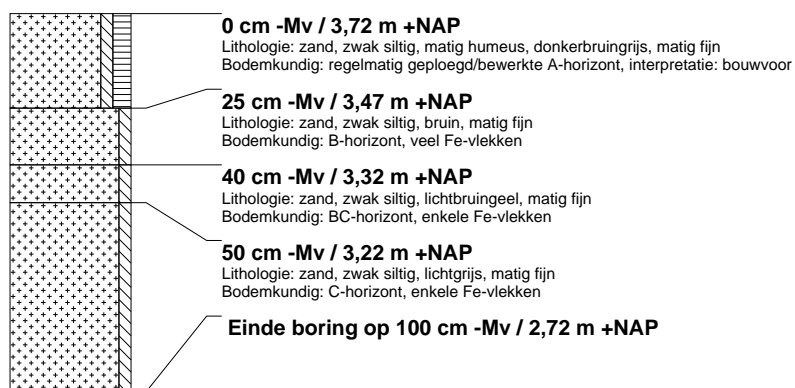 0 cm -Mv / 3,72 m +NAP
Lithologie: zand, zwak siltig, matig humeus, donkerbruingrijs, matig fijn
Bodemkundig: regelmatig geploegd/bewerkte A-horizont, interpretatie: bouwvoor
25 cm -Mv / 3,47 m +NAP
Lithologie: zand, zwak siltig, bruin, matig fijn
Bodemkundig: B-horizont, veel Fe-vlekken
40 cm -Mv / 3,32 m +NAP
Lithologie: zand, zwak siltig, lichtbruingeel, matig fijn
Bodemkundig: BC-horizont, enkele Fe-vlekken
50 cm -Mv / 3,22 m +NAP
Lithologie: zand, zwak siltig, lichtgrijs, matig fijn
Bodemkundig: C-horizont, enkele Fe-vlekken
Einde boring op 100 cm -Mv / 2,72 m +NAP